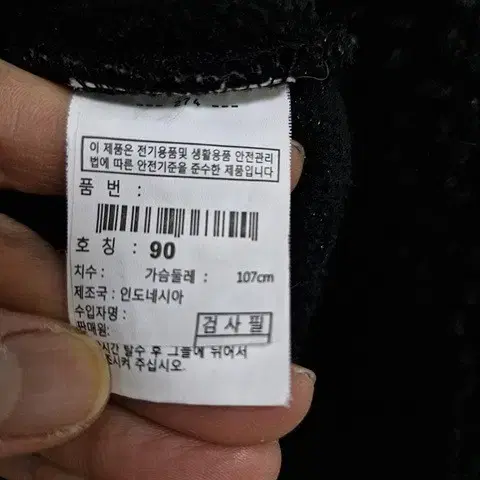 이 제품은 전기용품및 생활용품 안전관리
법에 따른 안전기준을 준수한 제품입니다
품 번 :
호 칭 : 90
치수 : 가슴둘레 : 107cm
제조국 : 인도네시아
수입자명 :
판매원:
검사필
탈수 후 그늘에 뉘어서
주십시오.